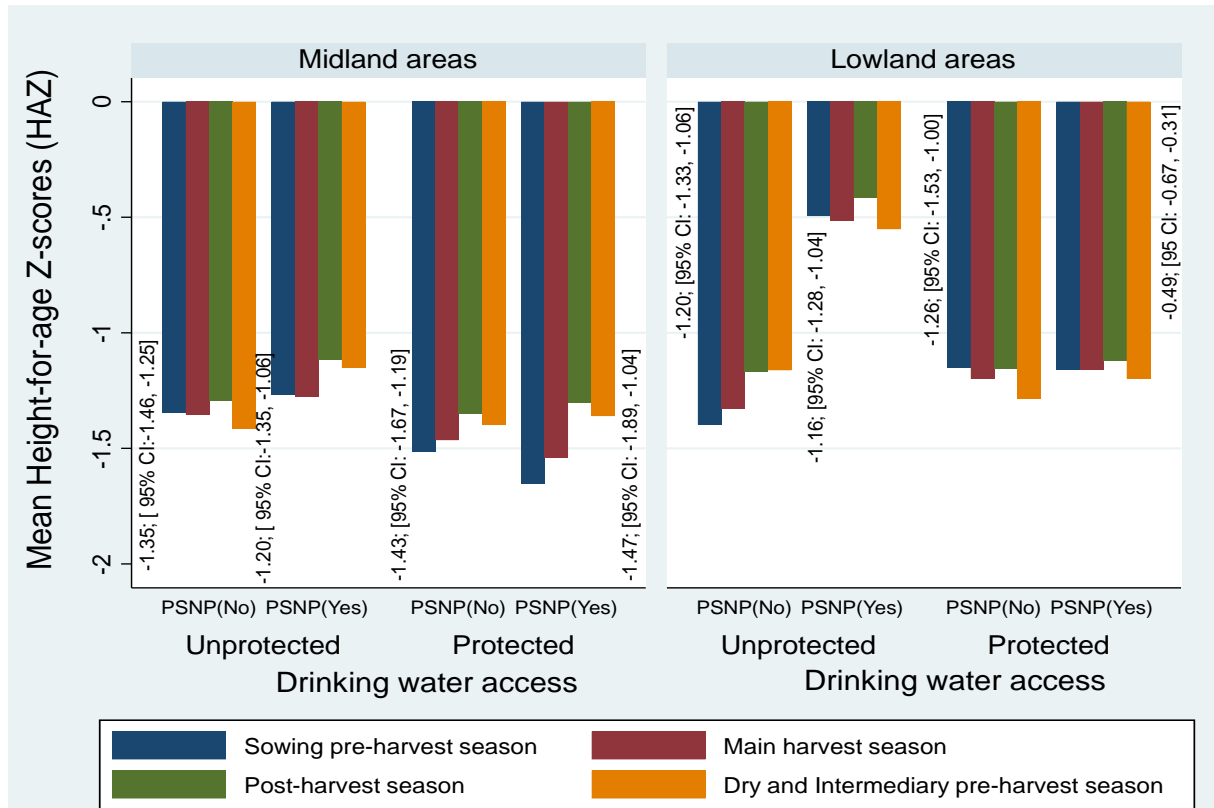 Midland areas
Lowland areas
Mean Height-for-age Z-scores (HAZ)
0
-.5
-1
-1.5
-2
-1.35; [ 95% CI:-1.46, -1.25]
-1.20; [ 95% CI:-1.35, -1.06]
-1.43; [95% CI: -1.67, -1.19]
-1.47; [95% CI: -1.89, -1.04]
-1.20; [95% CI: -1.33, -1.06]
-1.16; [95% CI: -1.28, -1.04]
-1.26; [95% CI: -1.53, -1.00]
-0.49; [95 CI: -0.67, -0.31]
PSNP(No) PSNP(Yes) PSNP(No) PSNP(Yes)
Unprotected Protected
Drinking water access
PSNP(No) PSNP(Yes) PSNP(No) PSNP(Yes)
Unprotected Protected
Drinking water access
Sowing pre-harvest season
Main harvest season
Post-harvest season
Dry and Intermediary pre-harvest season